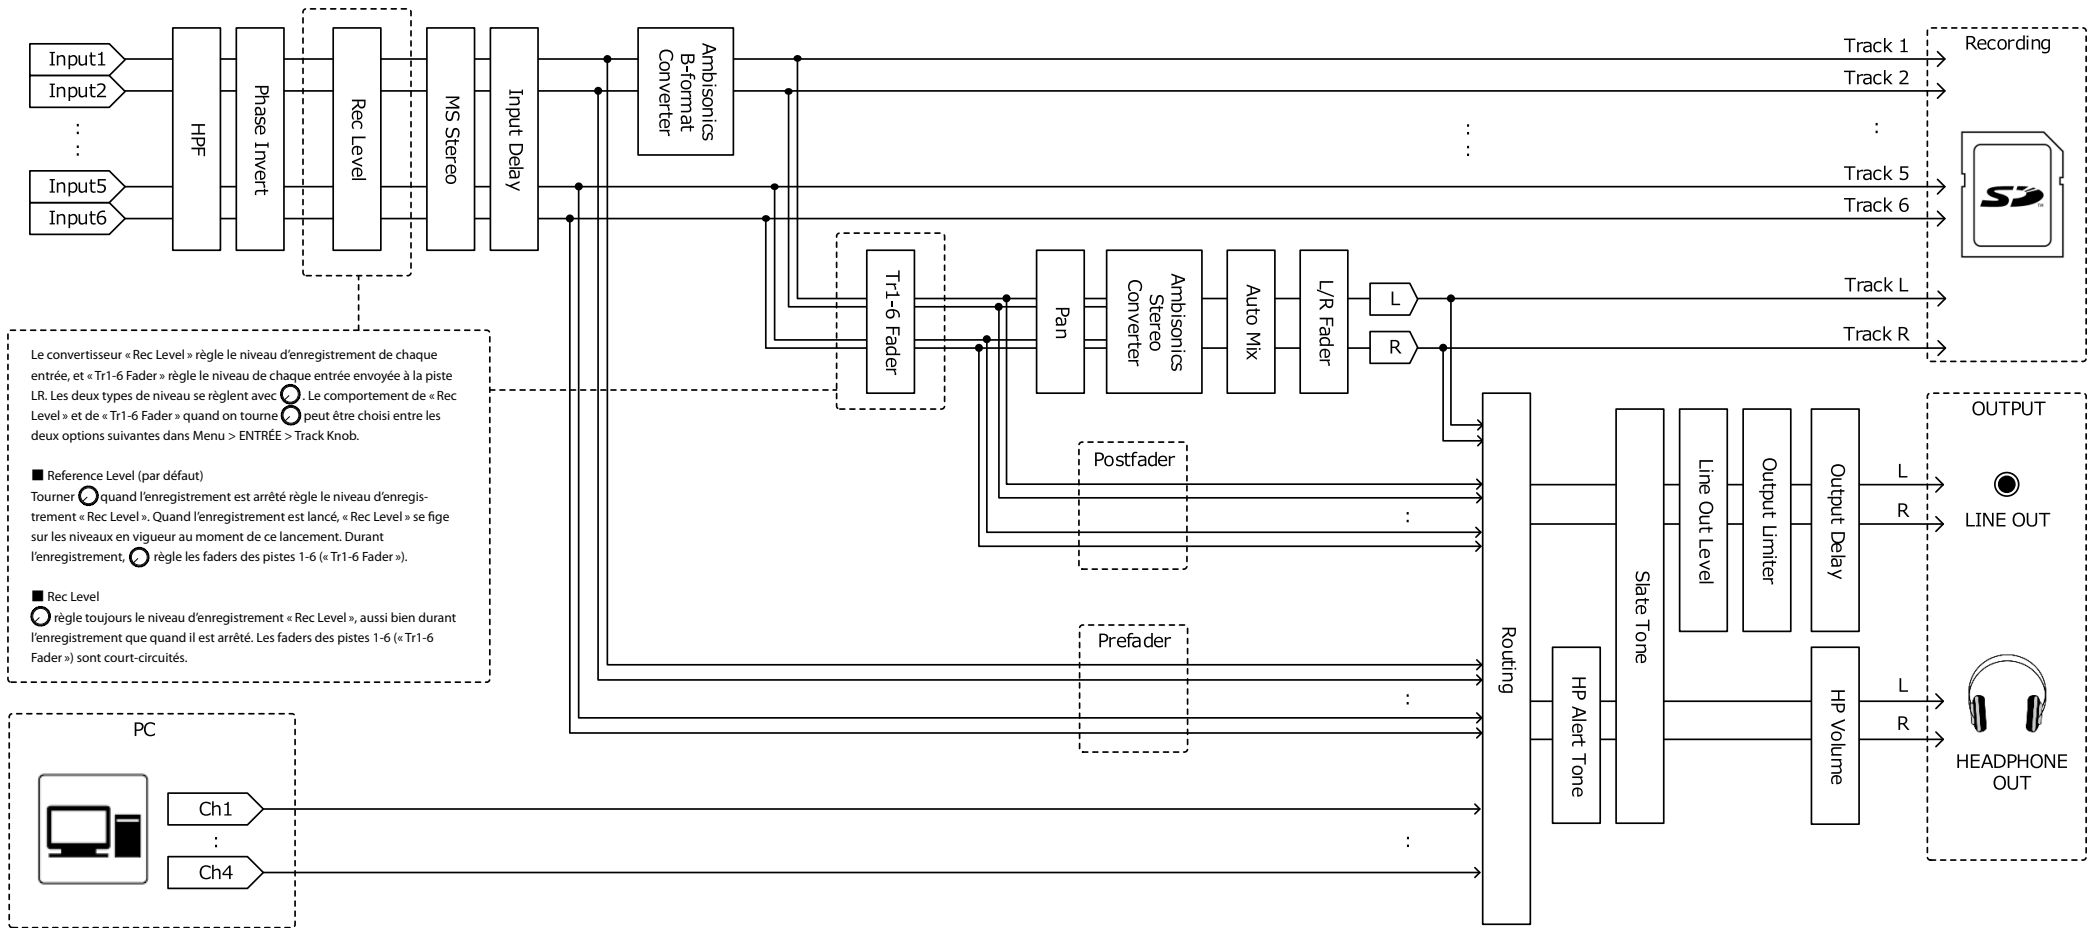 Input1
Input2
Input5
Input6
HPF
Phase Invert
Rec Level
MS Stereo
Input Delay
Ambisonics
B-format
Converter
Track 1
Track 2
Track 5
Track 6
Track L
Track R
Recording
SD
TM
Tr1-6 Fader
Pan
Ambisonics
Stereo
Converter
Auto Mix
L/R Fader
L
R
Le convertisseur « Rec Level » règle le niveau d'enregistrement de chaque
entrée, et « Tr1-6 Fader » règle le niveau de chaque entrée envoyée à la piste
LR. Les deux types de niveau se règlent avec . Le comportement de « Rec
Level » et de « Tr1-6 Fader » quand on tourne peut être choisi entre les
deux options suivantes dans Menu > ENTRÉE > Track Knob.
■ Reference Level (par défaut)
Tourner quand l'enregistrement est arrêté règle le niveau d'enregis-
trement « Rec Level ». Quand l'enregistrement est lancé, « Rec Level » se fige
sur les niveaux en vigueur au moment de ce lancement. Durant
l'enregistrement, règle les faders des pistes 1-6 (« Tr1-6 Fader »).
■ Rec Level
règle toujours le niveau d'enregistrement « Rec Level », aussi bien durant
l'enregistrement que quand il est arrêté. Les faders des pistes 1-6 (« Tr1-6
Fader ») sont court-circuités.
Postfader
Prefader
PC
Ch1
Ch4
Routing
HP Alert Tone
Slate Tone
Line Out Level
Output Limiter
Output Delay
HP Volume
OUTPUT
L
R
LINE OUT
L
R
HEADPHONE
OUT